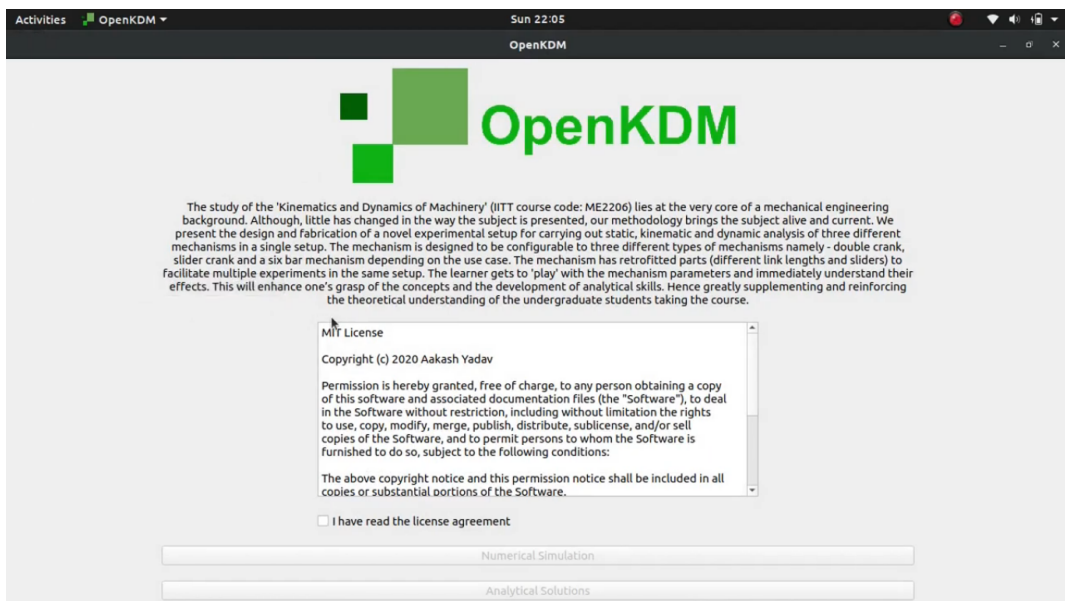 Activities OpenKDM Sun 22:05
OpenKDM
OpenKDM
The study of the 'Kinematics and Dynamics of Machinery' (IITT course code: ME2206) lies at the very core of a mechanical engineering
background. Although, little has changed in the way the subject is presented, our methodology brings the subject alive and current. We
present the design and fabrication of a novel experimental setup for carrying out static, kinematic and dynamic analysis of three different
mechanisms in a single setup. The mechanism is designed to be configurable to three different types of mechanisms namely - double crank,
slider crank and a six bar mechanism depending on the use case. The mechanism has retrofitted parts (different link lengths and sliders) to
facilitate multiple experiments in the same setup. The learner gets to 'play' with the mechanism parameters and immediately understand their
effects. This will enhance one's grasp of the concepts and the development of analytical skills. Hence greatly supplementing and reinforcing
the theoretical understanding of the undergraduate students taking the course.
MIT License
Copyright (c) 2020 Aakash Yadav
Permission is hereby granted, free of charge, to any person obtaining a copy
of this software and associated documentation files (the "Software"), to deal
in the Software without restriction, including without limitation the rights
to use, copy, modify, merge, publish, distribute, sublicense, and/or sell
copies of the Software, and to permit persons to whom the Software is
furnished to do so, subject to the following conditions:
The above copyright notice and this permission notice shall be included in all
copies or substantial portions of the Software.
I have read the license agreement
Numerical Simulation
Analytical Solutions